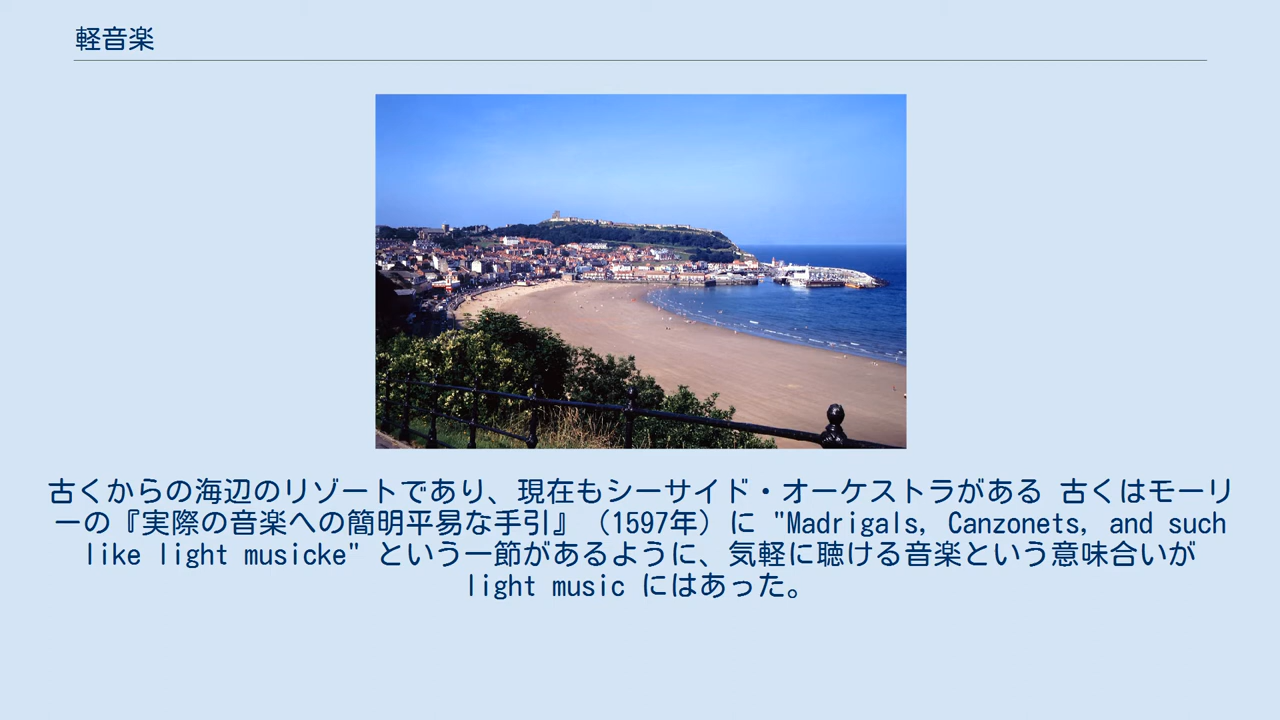 軽音楽
古くからの海辺のリゾートであり、現在もシーサイド・オーケストラがある 古くはモーリ
ーの『実際の音楽への簡明平易な手引』（1597年）に "Madrigals, Canzonets, and such
like light musicke" という一節があるように、気軽に聴ける音楽という意味合いが
light music にはあった。